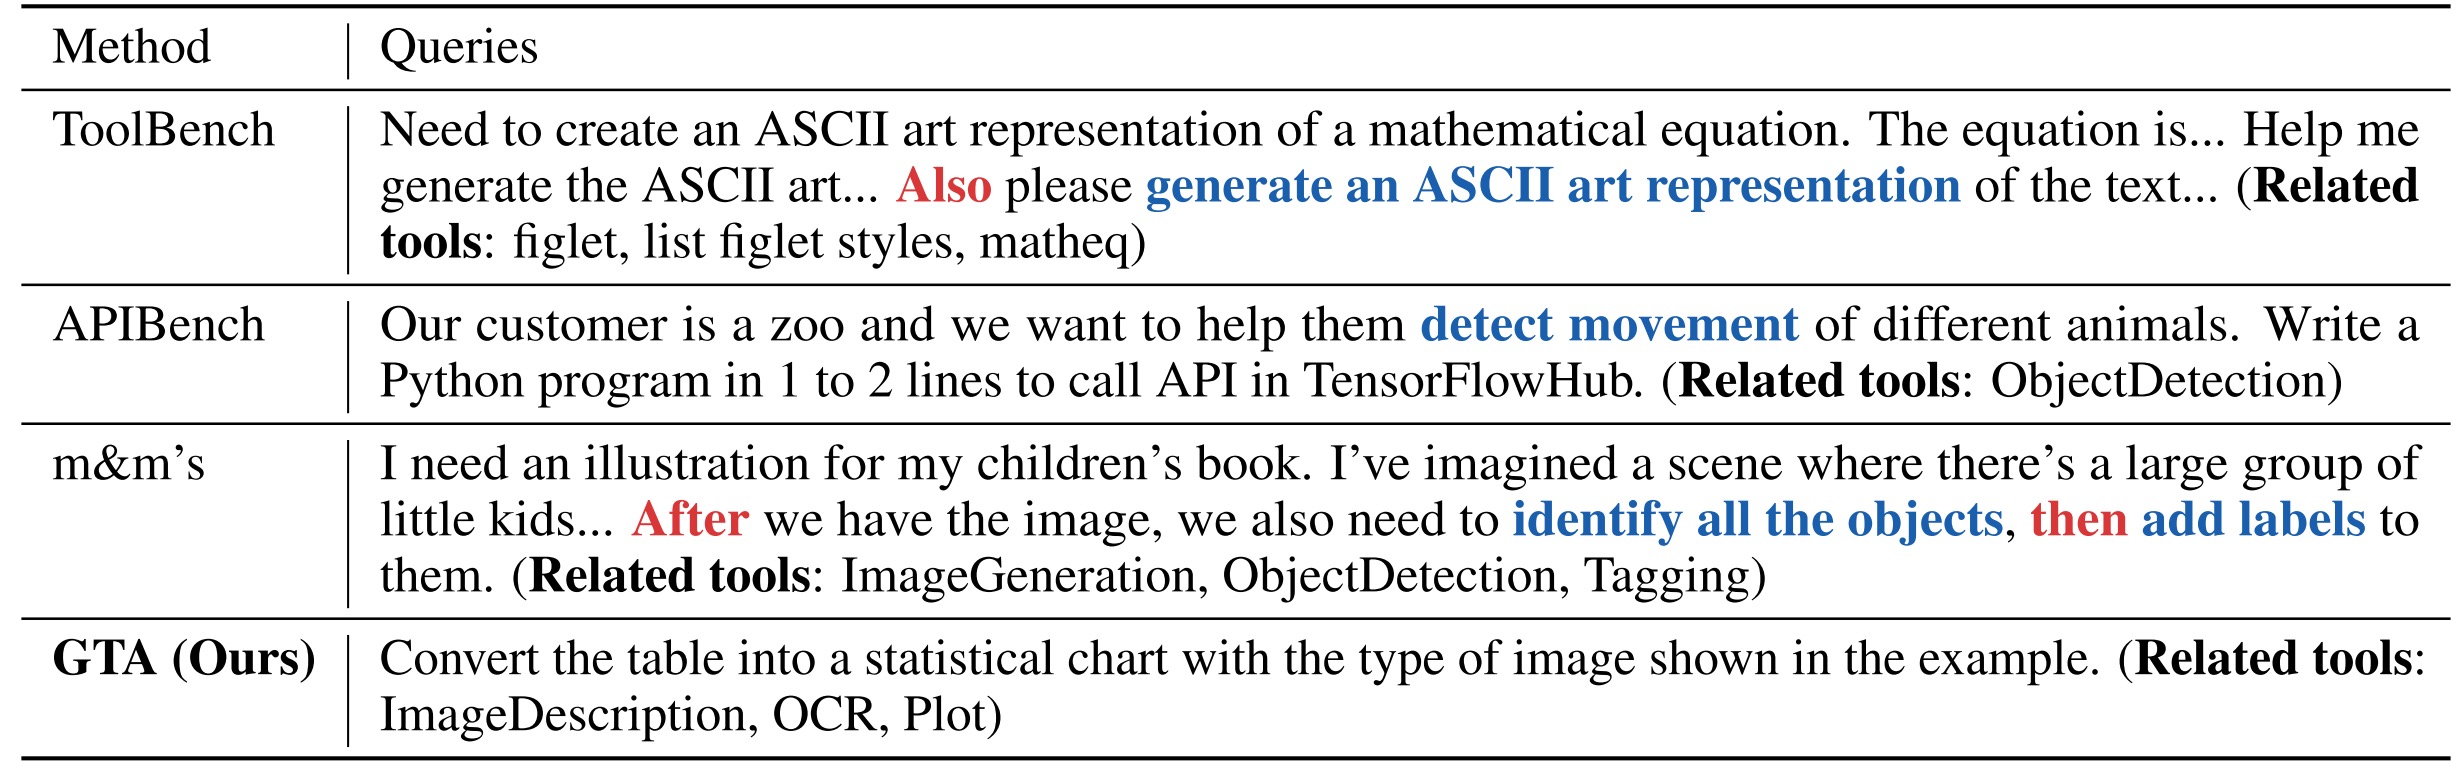 Method Queries
ToolBench Need to create an ASCII art representation of a mathematical equation. The equation is... Help me
generate the ASCII art... Also please generate an ASCII art representation of the text... (Related
tools: figlet, list figlet styles, matheq)
APIBench Our customer is a zoo and we want to help them detect movement of different animals. Write a
Python program in 1 to 2 lines to call API in TensorFlowHub. (Related tools: ObjectDetection)
m&m’s I need an illustration for my children’s book. I’ve imagined a scene where there’s a large group of
little kids... After we have the image, we also need to identify all the objects, then add labels to
them. (Related tools: ImageGeneration, ObjectDetection, Tagging)
GTA (Ours) Convert the table into a statistical chart with the type of image shown in the example. (Related tools:
ImageDescription, OCR, Plot)